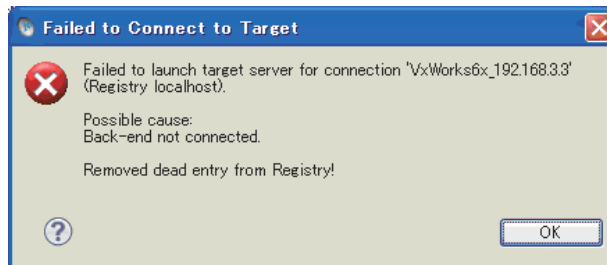 Failed to Connect to Target
Failed to launch target server for connection 'VxWorks6x_192.168.3.3'
(Registry localhost).
Possible cause:
Back-end not connected.
Removed dead entry from Registry!
?
OK